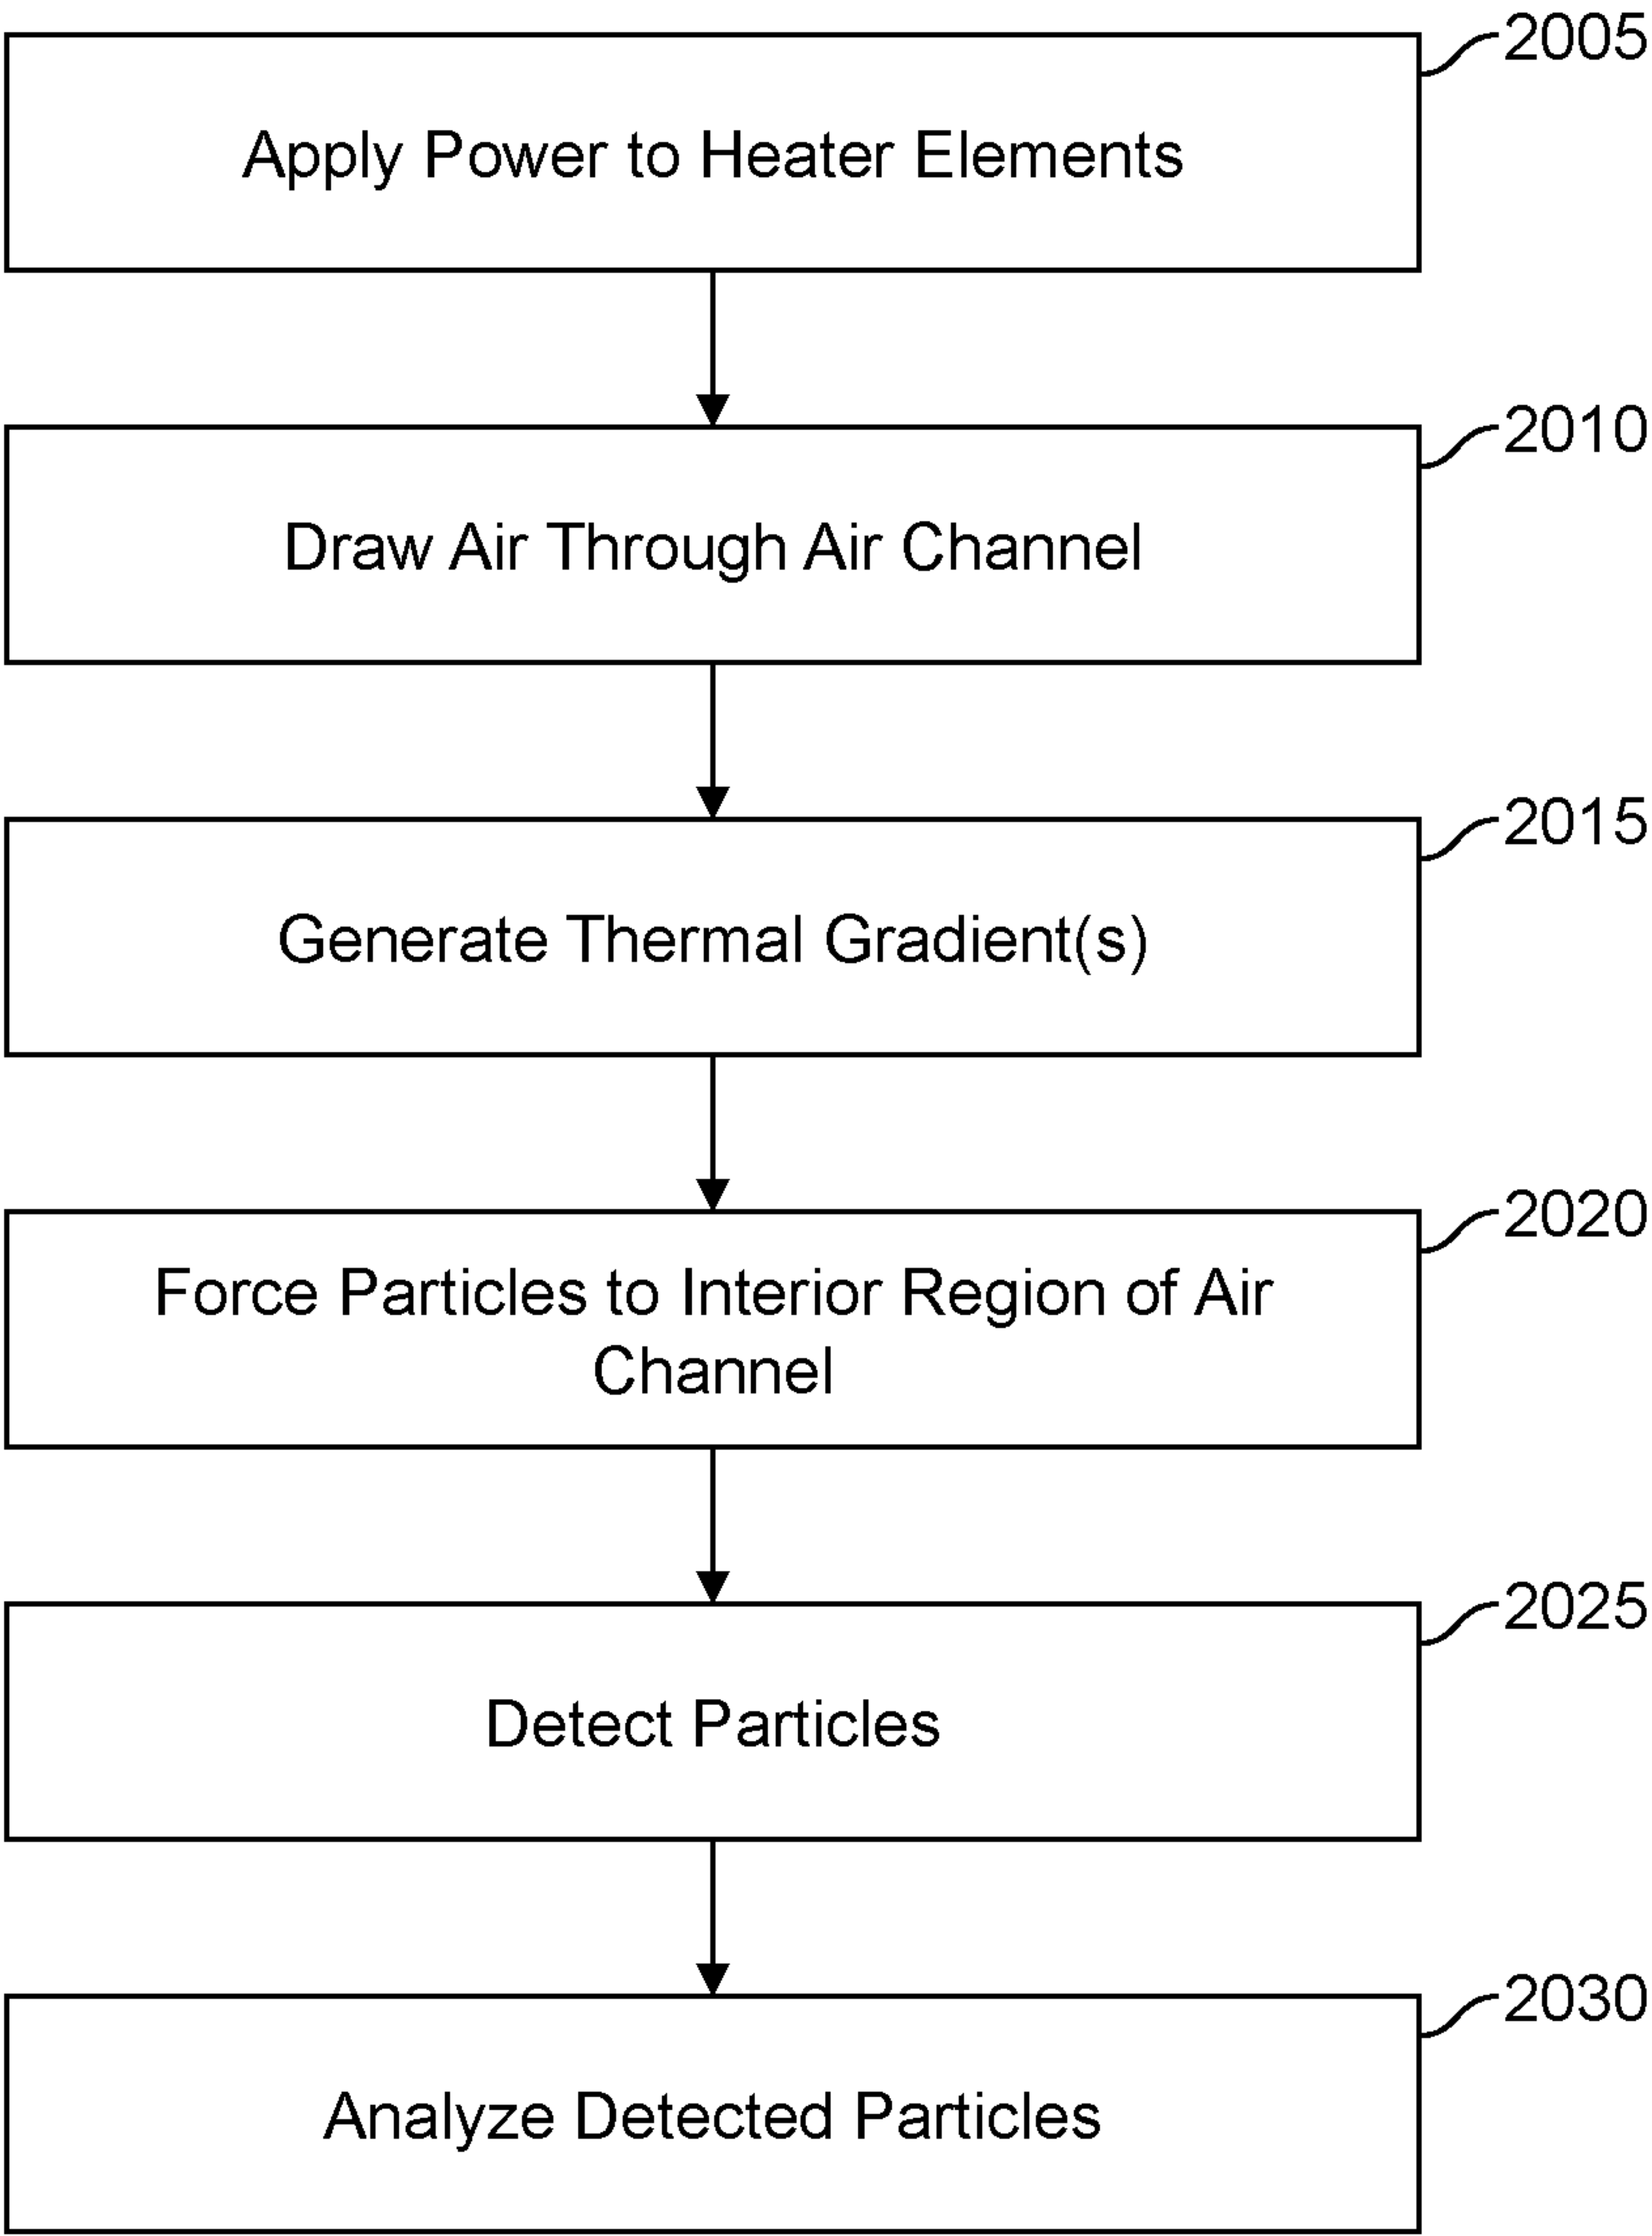 2005
Apply Power to Heater Elements
2010
Draw Air Through Air Channel
2015
Generate Thermal Gradient(s)
2020
Force Particles to Interior Region of Air
Channel
2025
Detect Particles
2030
Analyze Detected Particles